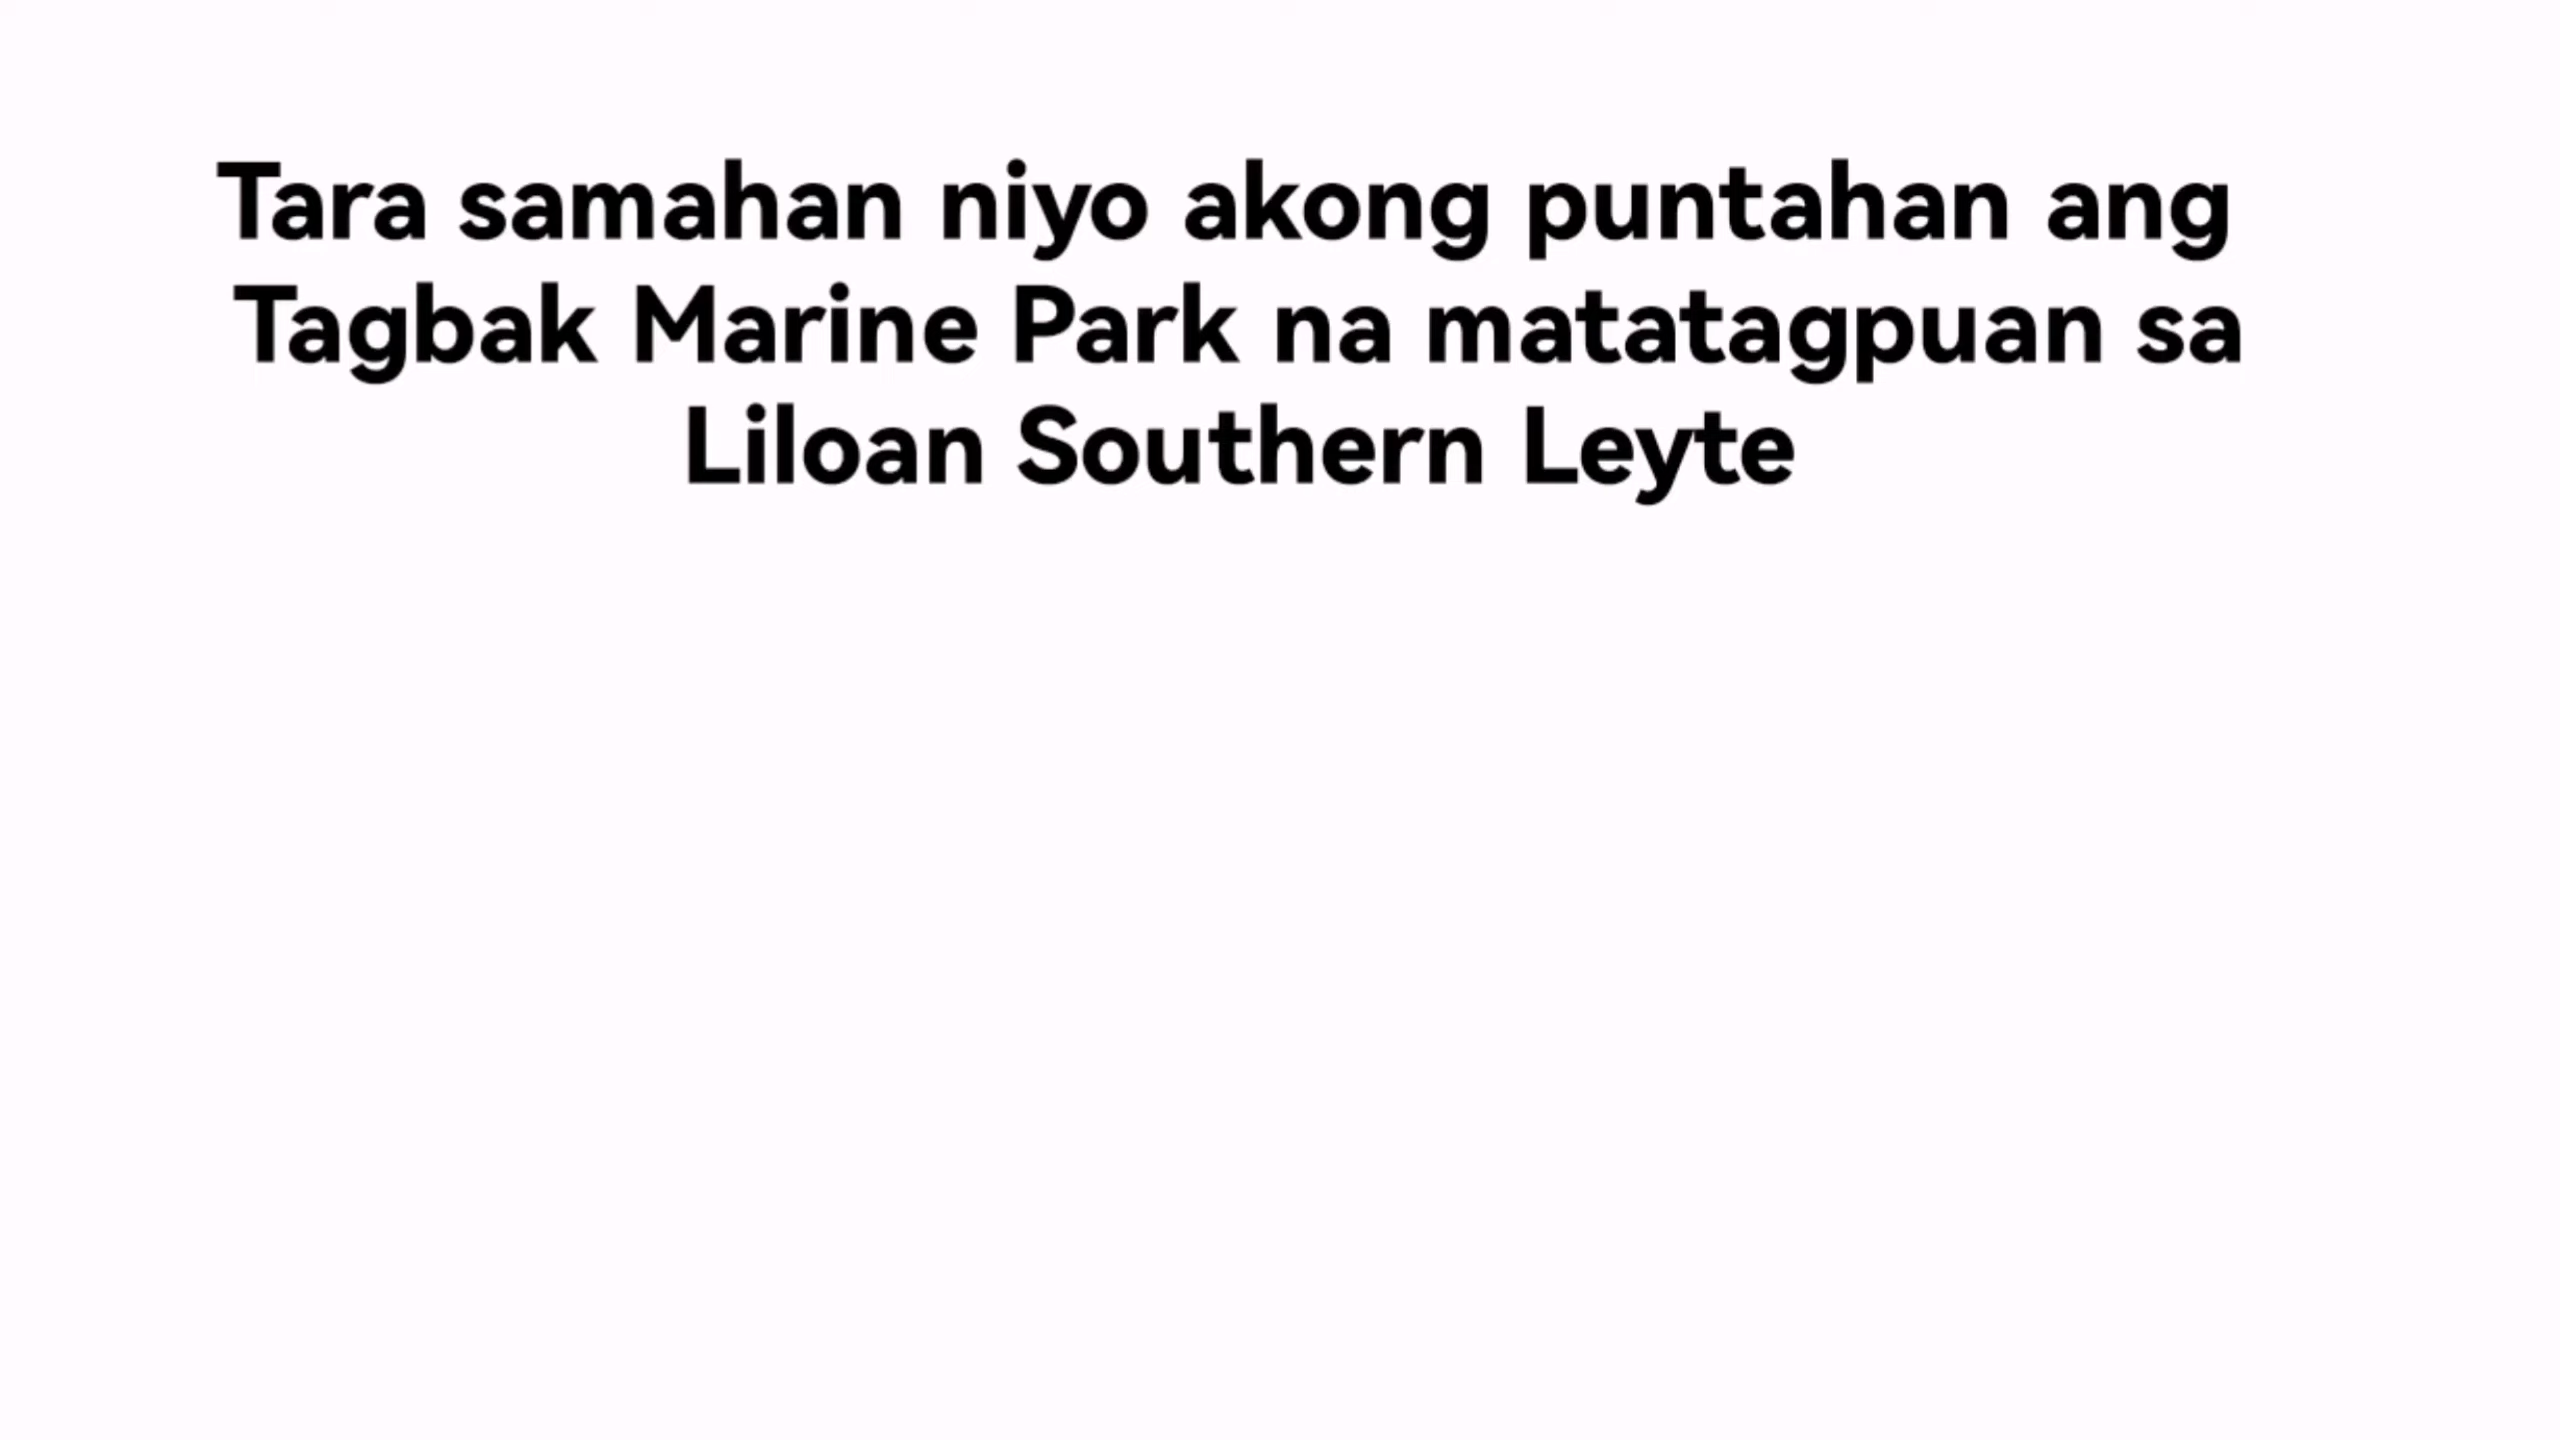 Tara samahan niyo akong puntahan ang
Tagbak Marine Park na matatagpuan sa
Liloan Southern Leyte